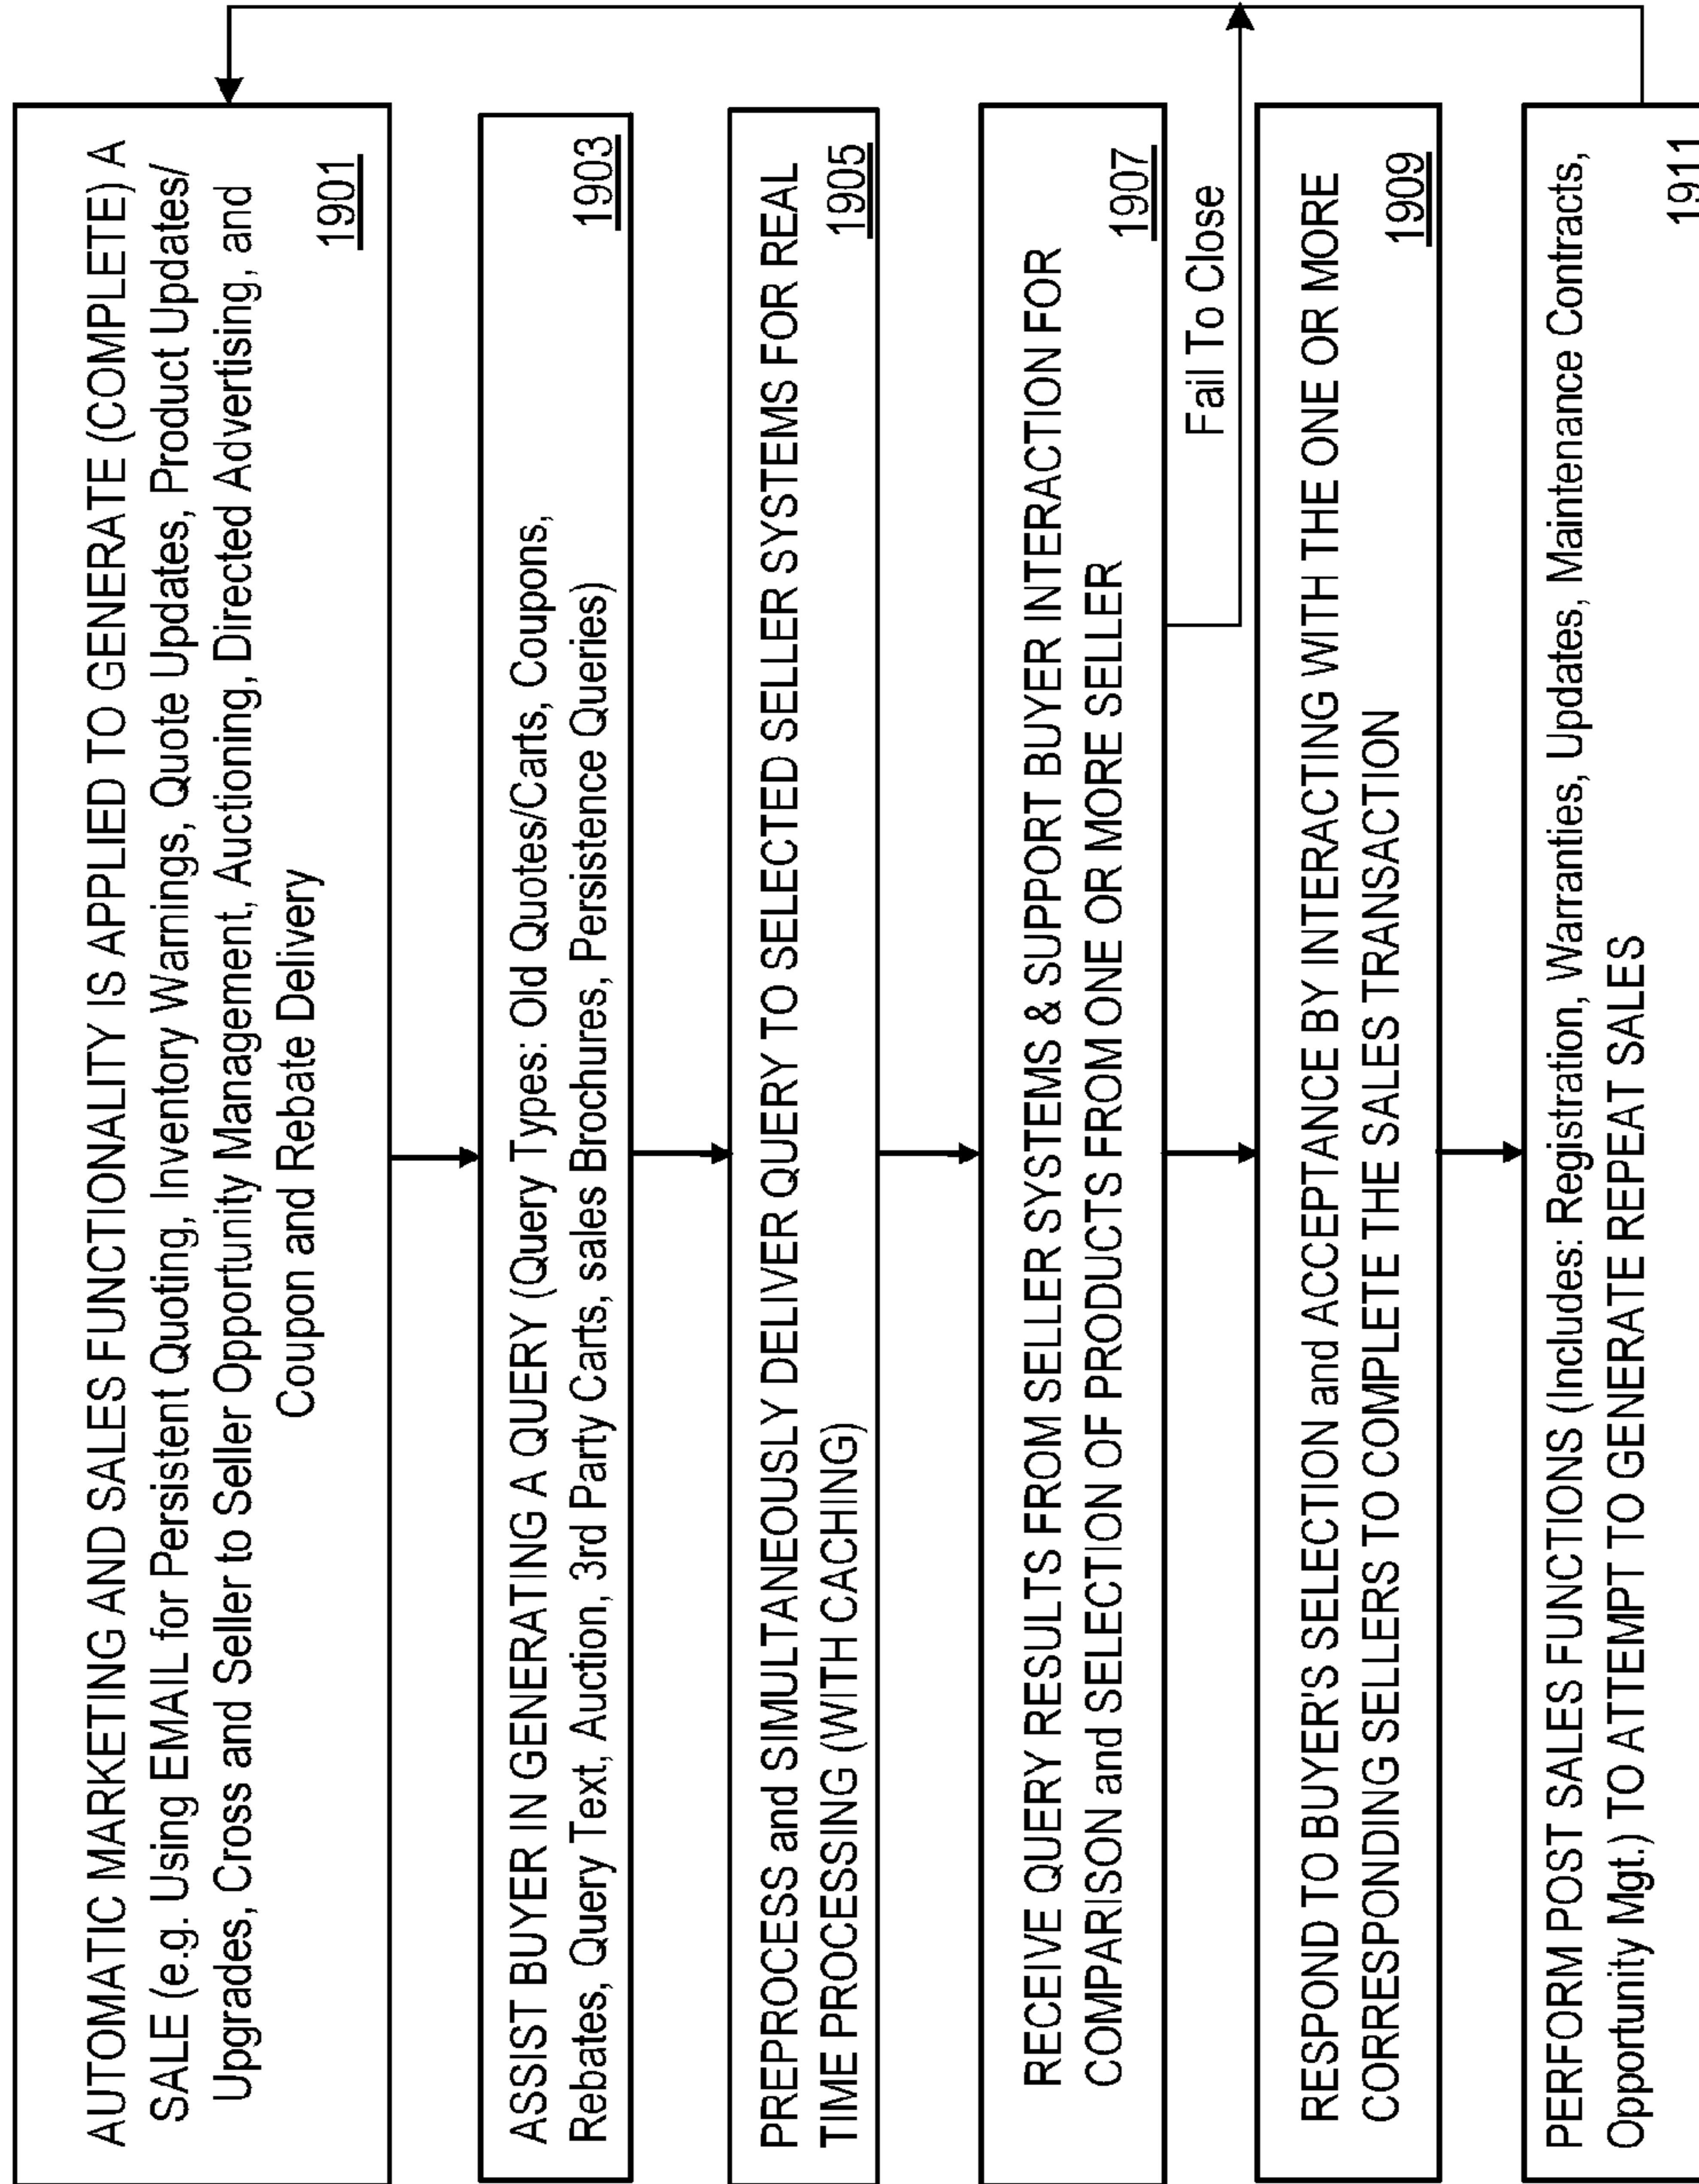 AUTOMATIC MARKETING AND SALES FUNCTIONALITY IS APPLIED TO GENERATE (COMPLETE) A
SALE (e.g. Using EMAIL for Persistent Quoting, Inventory Warnings, Quote Updates, Product Updates/
Upgrades, Cross and Seller to Seller Opportunity Management, Auctioning, Directed Advertising, and
Coupon and Rebate Delivery
1901
ASSIST BUYER IN GENERATING A QUERY (Query Types: Old Quotes/Carts, Coupons,
Rebates, Query Text, Auction, 3rd Party Carts, sales Brochures, Persistence Queries)
1903
PREPROCESS and SIMULTANEOUSLY DELIVER QUERY TO SELECTED SELLER SYSTEMS FOR REAL
TIME PROCESSING (WITH CACHING)
1905
RECEIVE QUERY RESULTS FROM SELLER SYSTEMS & SUPPORT BUYER INTERACTION FOR
COMPARISON and SELECTION OF PRODUCTS FROM ONE OR MORE SELLER
1907
Fail To Close
RESPOND TO BUYER'S SELECTION and ACCEPTANCE BY INTERACTING WITH THE ONE OR MORE
CORRESPONDING SELLERS TO COMPLETE THE SALES TRANSACTION
1909
PERFORM POST SALES FUNCTIONS (Includes: Registration, Warranties, Updates, Maintenance Contracts,
Opportunity Mgt.) TO ATTEMPT TO GENERATE REPEAT SALES
1911